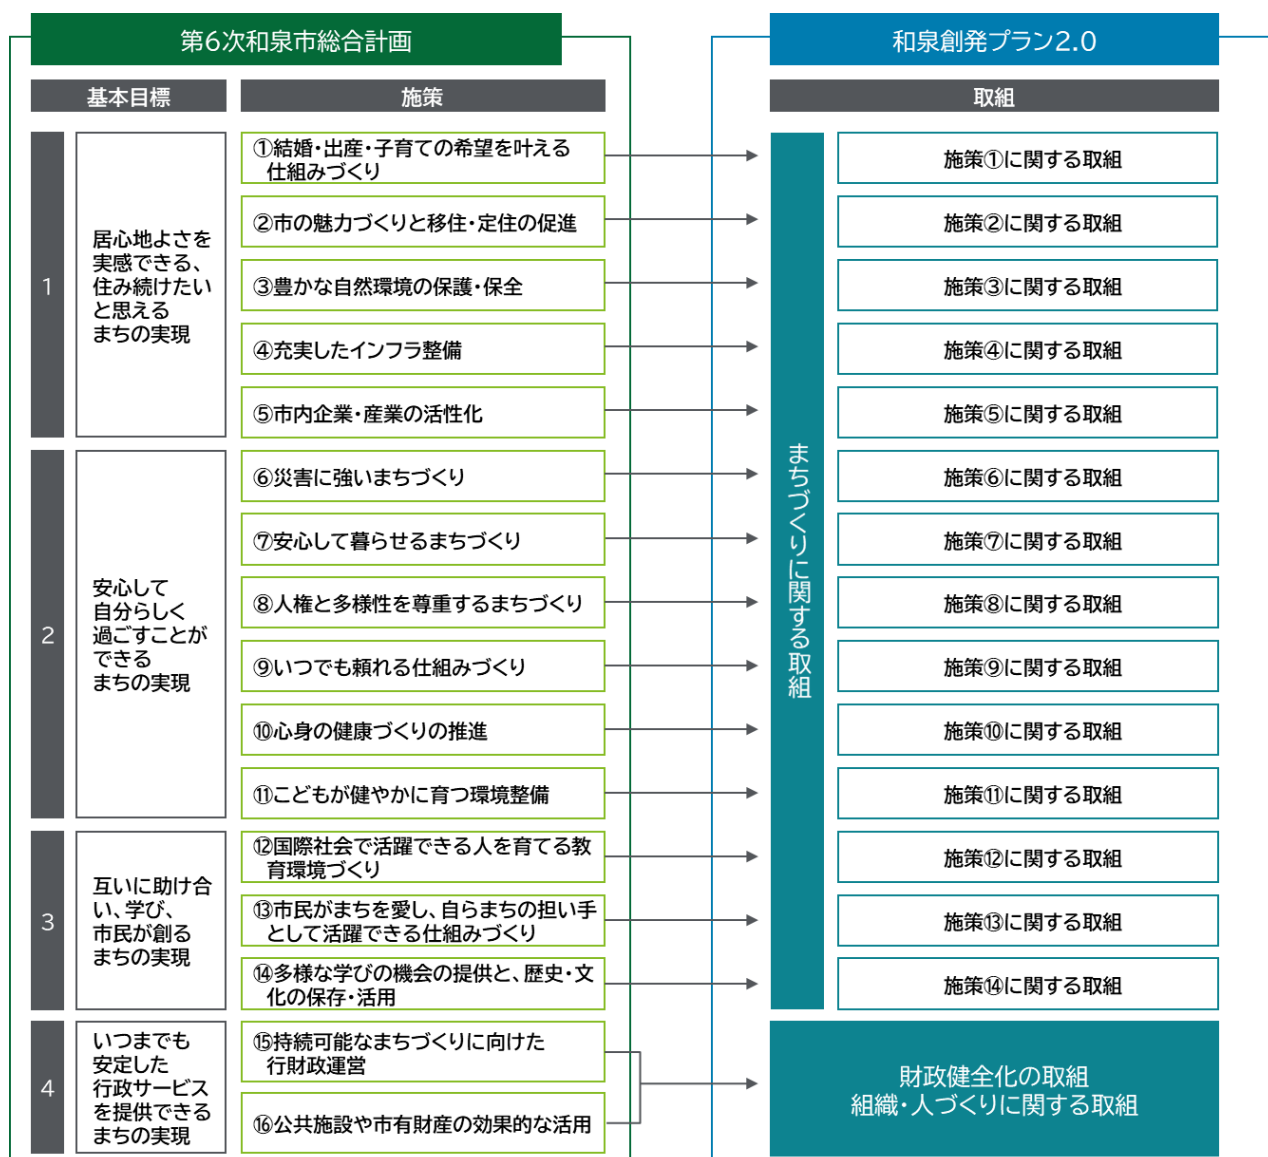 第6次和泉市総合計画
和泉創発プラン2.0
基本目標
施策
取組
1
居心地よさを
実感できる、
住み続けたい
と思える
まちの実現
①結婚・出産・子育ての希望を叶える
仕組みづくり
②市の魅力づくりと移住・定住の促進
③豊かな自然環境の保護・保全
④充実したインフラ整備
⑤市内企業・産業の活性化
2
安心して
自分らしく
過ごすことが
できる
まちの実現
⑥災害に強いまちづくり
⑦安心して暮らせるまちづくり
⑧人権と多様性を尊重するまちづくり
⑨いつでも頼れる仕組みづくり
⑩心身の健康づくりの推進
⑪こどもが健やかに育つ環境整備
3
互いに助け合
い、学び、
市民が創る
まちの実現
⑫国際社会で活躍できる人を育てる教
育環境づくり
⑬市民がまちを愛し、自らまちの担い手
として活躍できる仕組みづくり
⑭多様な学びの機会の提供と、歴史・文
化の保存・活用
4
いつまでも
安定した
行政サービス
を提供できる
まちの実現
⑮持続可能なまちづくりに向けた
行財政運営
⑯公共施設や市有財産の効果的な活用
まちづくりに関する取組
施策①に関する取組
施策②に関する取組
施策③に関する取組
施策④に関する取組
施策⑤に関する取組
施策⑥に関する取組
施策⑦に関する取組
施策⑧に関する取組
施策⑨に関する取組
施策⑩に関する取組
施策⑪に関する取組
施策⑫に関する取組
施策⑬に関する取組
施策⑭に関する取組
財政健全化の取組
組織・人づくりに関する取組